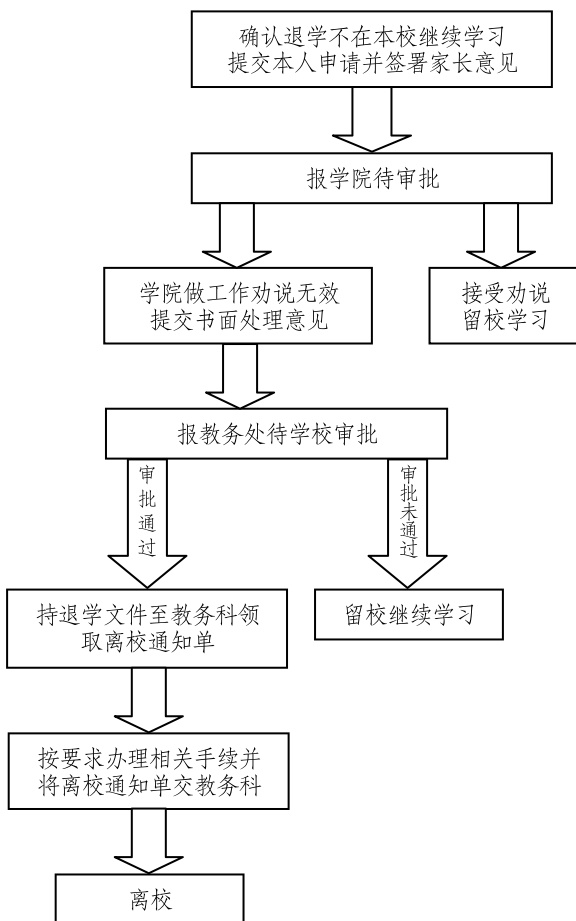 确认退学不在本校继续学习
提交本人申请并签署家长意见
报学院待审批
学院做工作劝说无效
提交书面处理意见
接受劝说
留校学习
报教务处待学校审批
审批通过
审批未通过
持退学文件至教务科领
取离校通知单
留校继续学习
按要求办理相关手续并
将离校通知单交教务科
离校